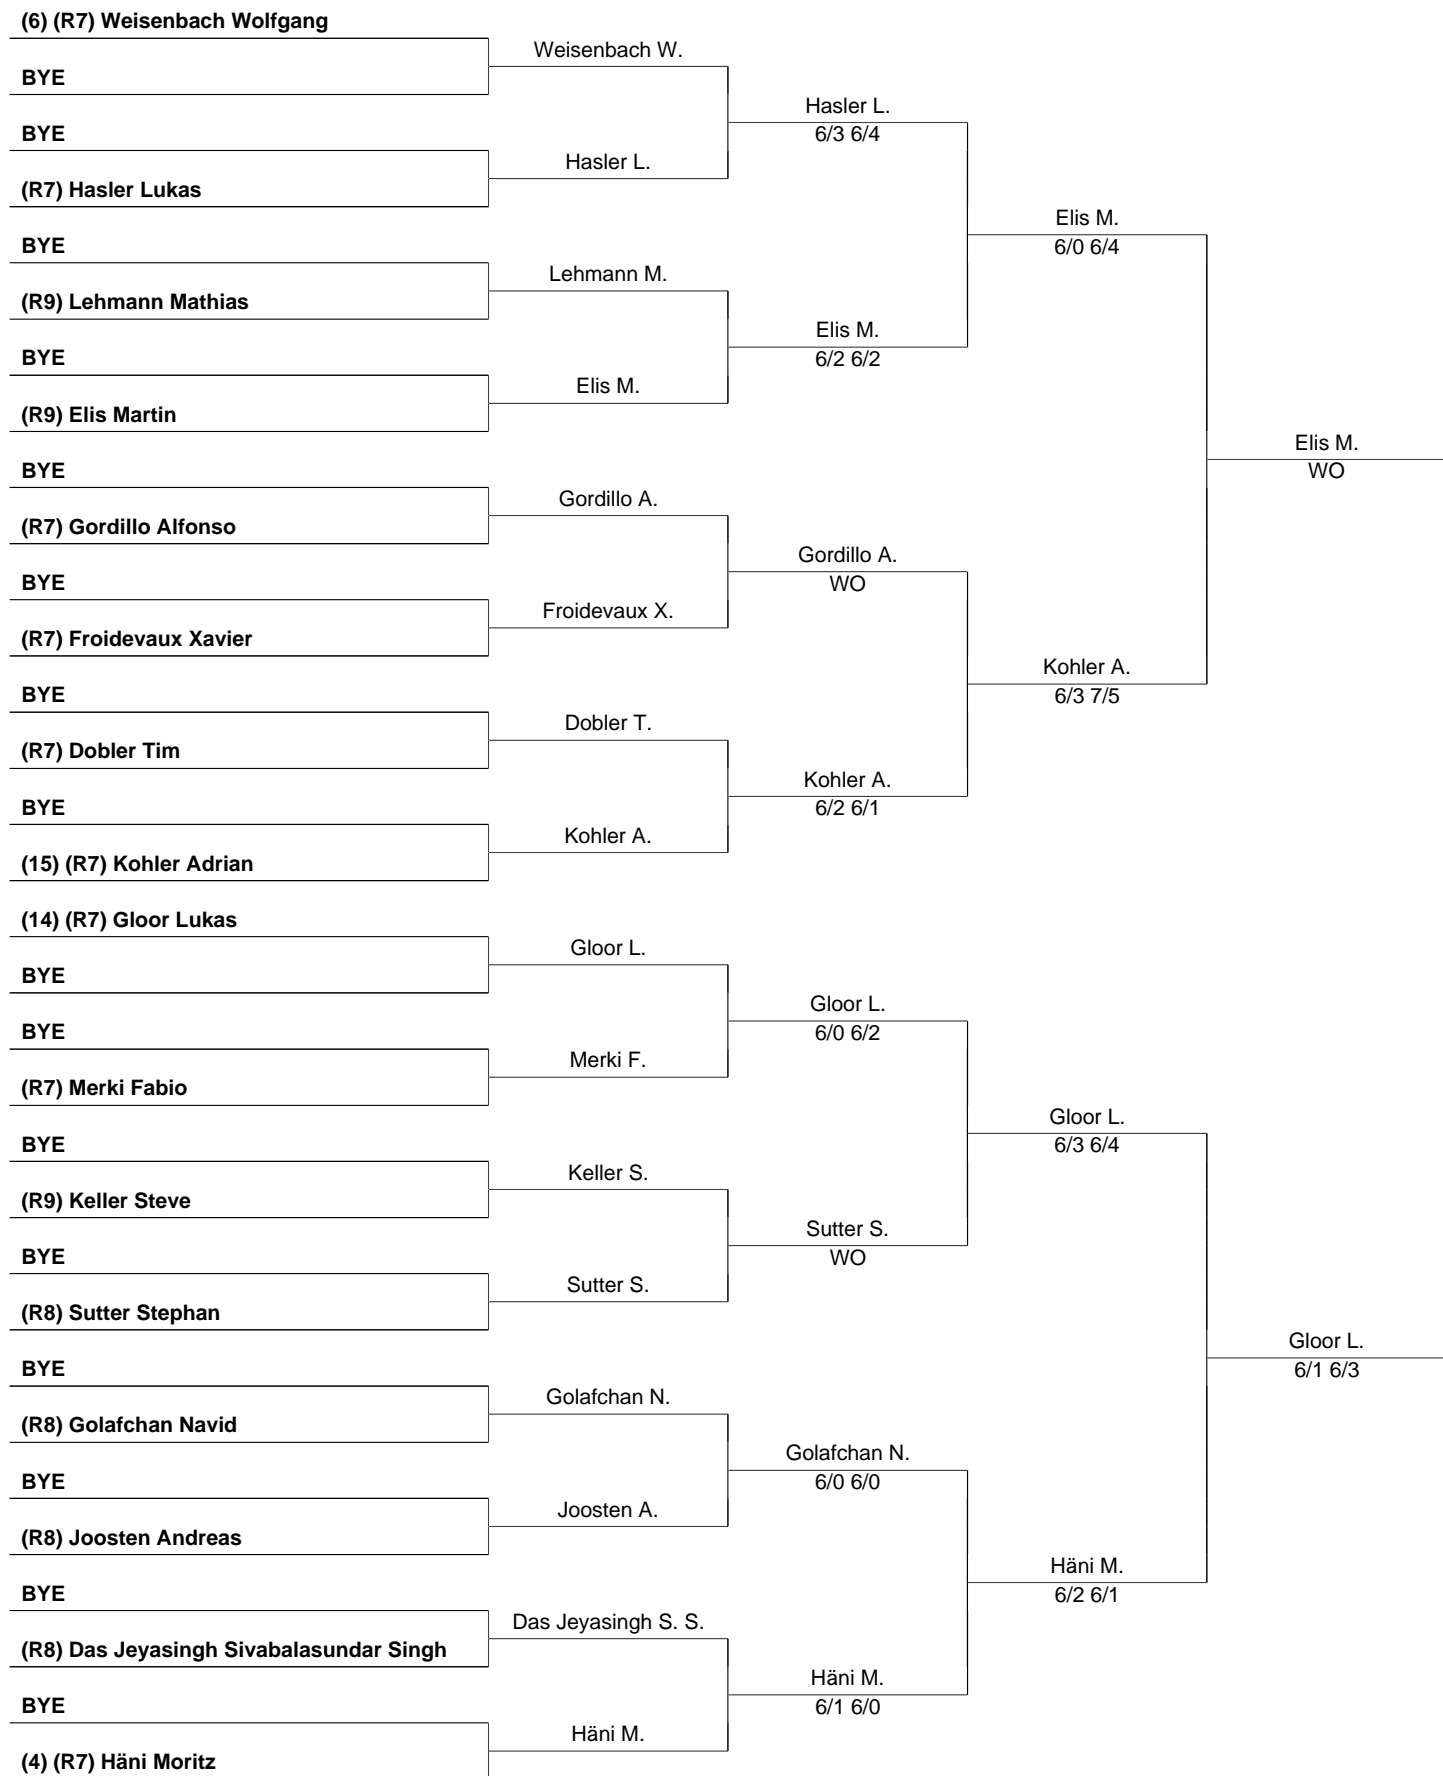 (6) (R7) Weisenbach Wolfgang
Weisenbach W.
BYE
Hasler L.
BYE
6/3 6/4
Hasler L.
(R7) Hasler Lukas
Elis M.
BYE
6/0 6/4
Lehmann M.
(R9) Lehmann Mathias
Elis M.
BYE
6/2 6/2
Elis M.
(R9) Elis Martin
Elis M.
BYE
WO
Gordillo A.
(R7) Gordillo Alfonso
Gordillo A.
BYE
WO
Froidevaux X.
(R7) Froidevaux Xavier
Kohler A.
BYE
6/3 7/5
Dobler T.
(R7) Dobler Tim
Kohler A.
BYE
6/2 6/1
Kohler A.
(15) (R7) Kohler Adrian
(14) (R7) Gloor Lukas
Gloor L.
BYE
Gloor L.
BYE
6/0 6/2
Merki F.
(R7) Merki Fabio
Gloor L.
BYE
6/3 6/4
Keller S.
(R9) Keller Steve
Sutter S.
BYE
WO
Sutter S.
(R8) Sutter Stephan
Gloor L.
BYE
6/1 6/3
Golafchan N.
(R8) Golafchan Navid
Golafchan N.
BYE
6/0 6/0
Joosten A.
(R8) Joosten Andreas
Häni M.
BYE
6/2 6/1
Das Jeyasingh S. S.
(R8) Das Jeyasingh Sivabalasundar Singh
Häni M.
BYE
6/1 6/0
Häni M.
(4) (R7) Häni Moritz